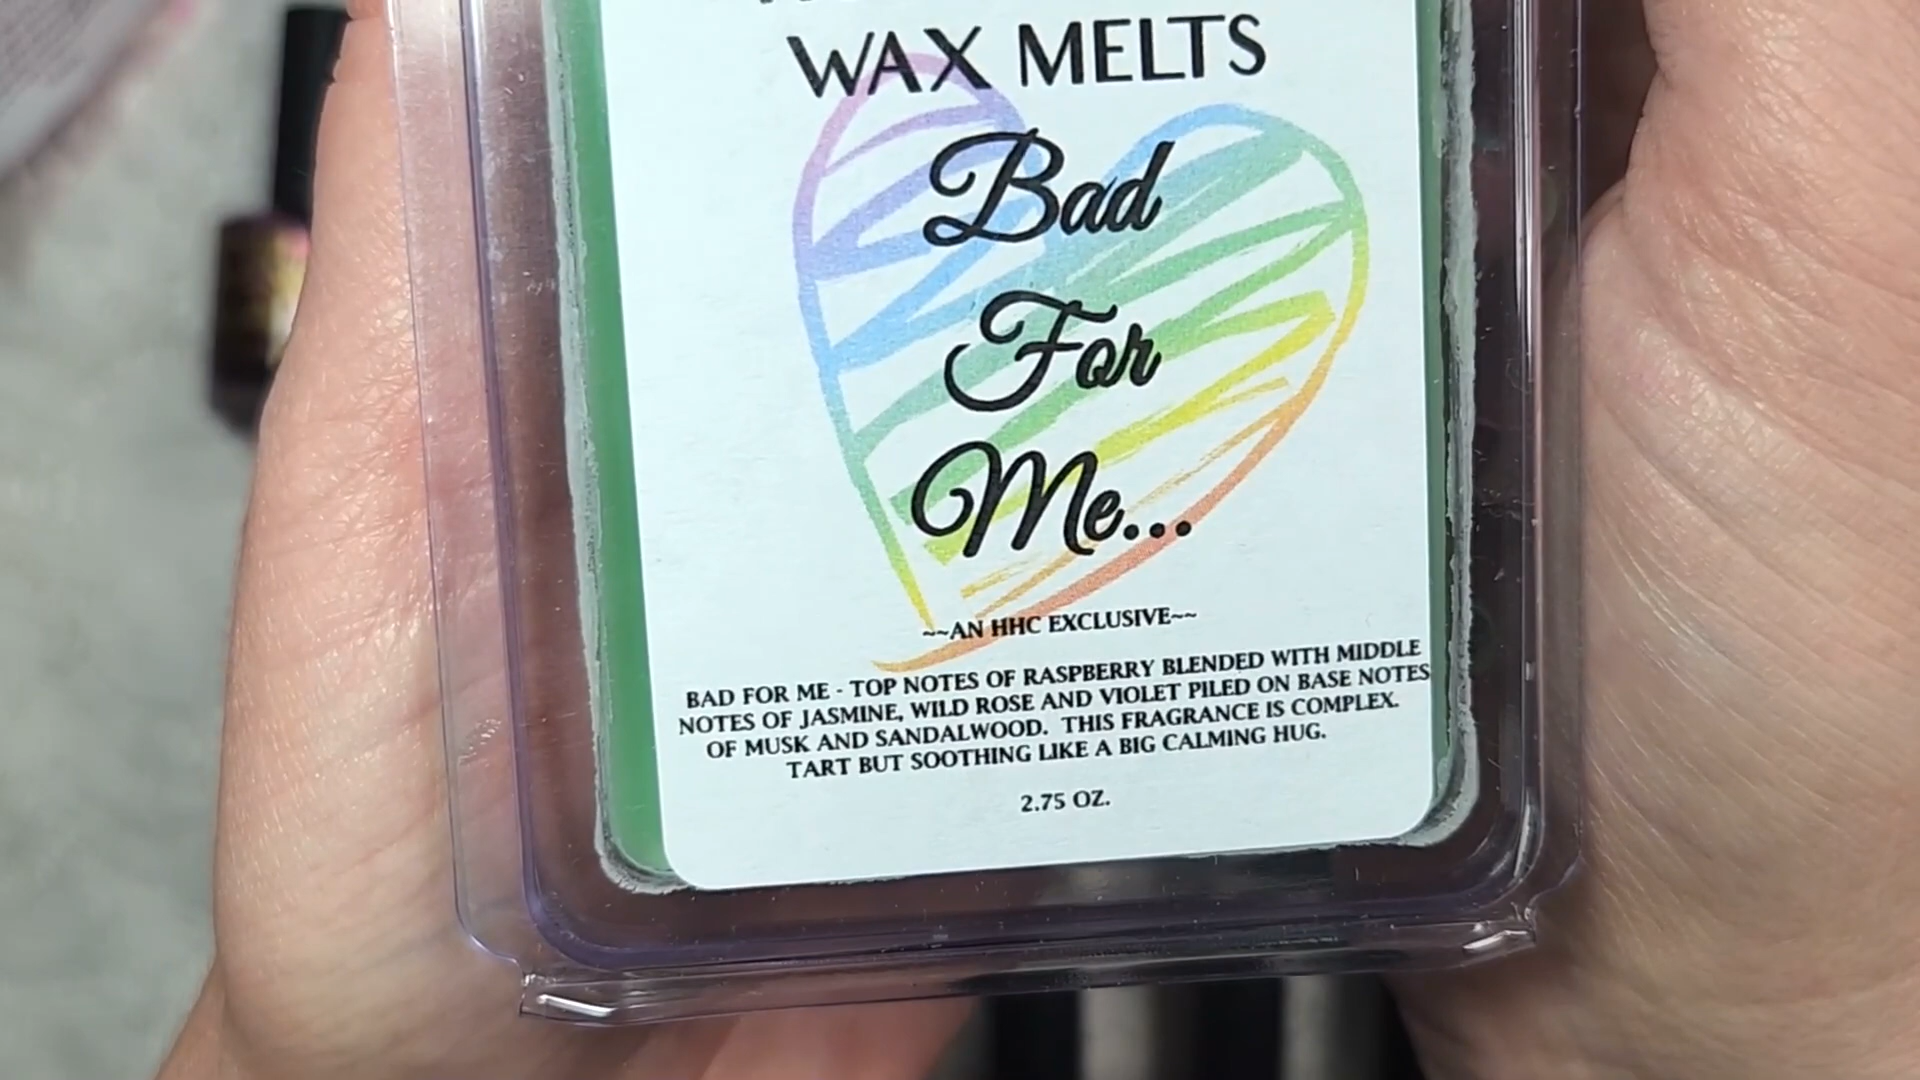 WAX MELTS
Bad
For
Me...
~~AN HHC EXCLUSIVE~~
BAD FOR ME - TOP NOTES OF RASPBERRY BLENDED WITH MIDDLE
NOTES OF JASMINE, WILD ROSE AND VIOLET PILED ON BASE NOTES
OF MUSK AND SANDALWOOD. THIS FRAGRANCE IS COMPLEX.
TART BUT SOOTHING LIKE A BIG CALMING HUG.
2.75 OZ.